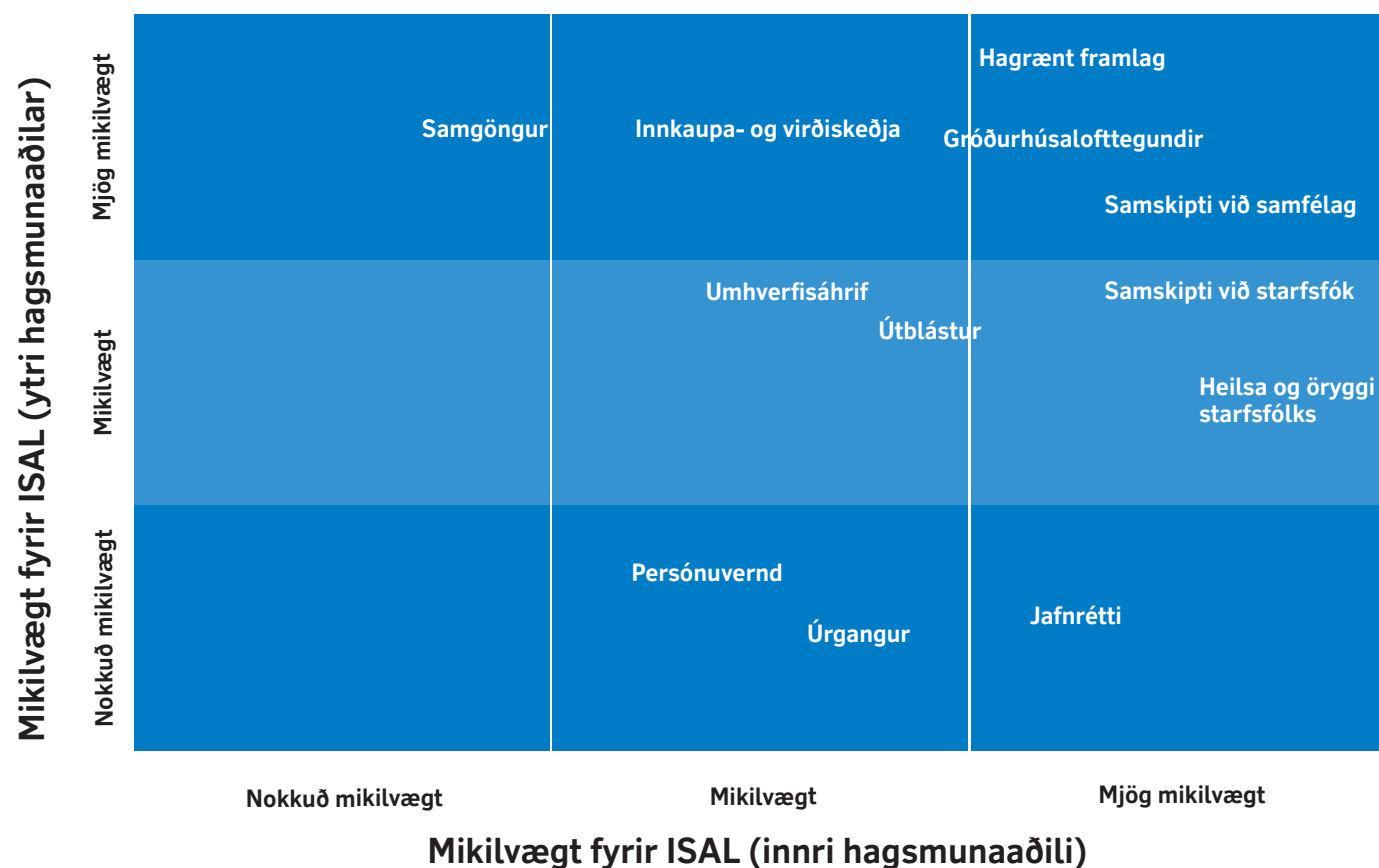 Mikilvægt fyrir ISAL (ytri hagsmunaaðilar)
Mjög mikilvægt
Mikilvægt
Nokkuð mikilvægt
Hagrænt framlag
Samgöngur
Innkaupa- og virðiskeðja
Gróðurhúsalofttegundir
Samskipti við samfélag
Umhverfisáhrif
Samskipti við starfsfók
Útblástur
Heilsa og öryggi
starfsfólks
Persónuvernd
Jafnrétti
Úrgangur
Nokkuð mikilvægt
Mikilvægt
Mjög mikilvægt
Mikilvægt fyrir ISAL (innri hagsmunaaðili)